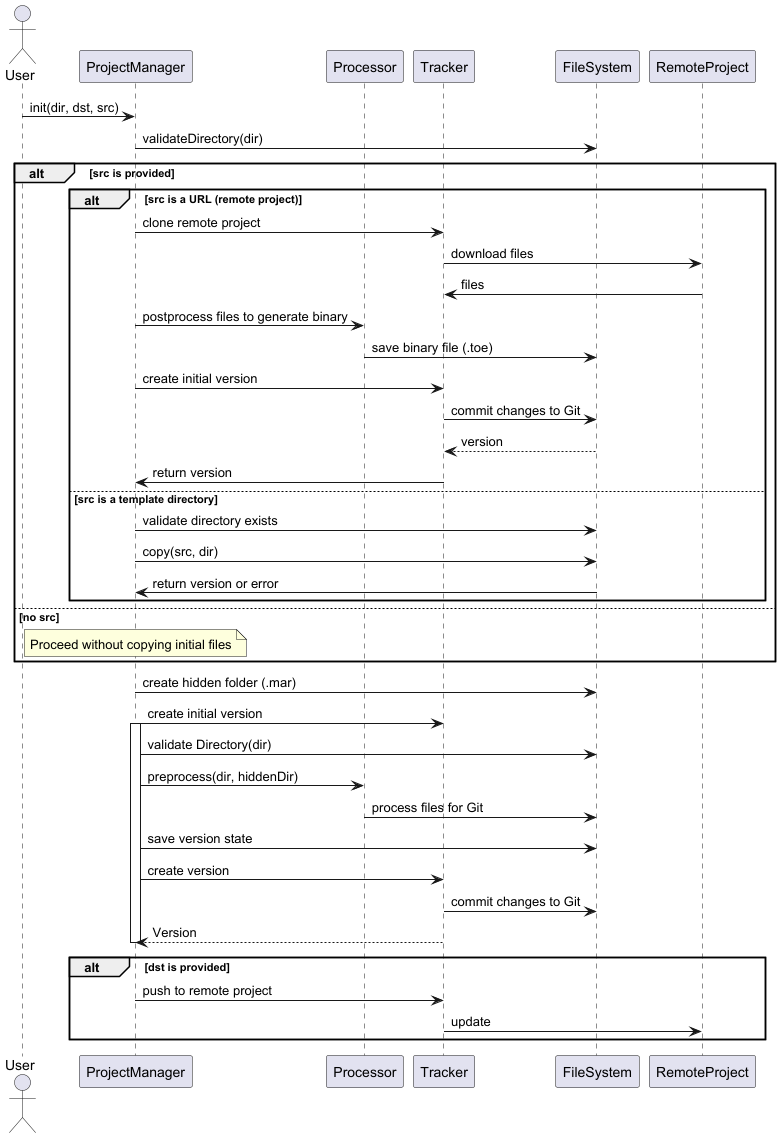 User
ProjectManager
Processor
Tracker
FileSystem
RemoteProject
init(dir, dst, src)
validateDirectory(dir)
alt
[src is provided]
alt
[src is a URL (remote project)]
clone remote project
download files
files
postprocess files to generate binary
save binary file (.toe)
create initial version
commit changes to Git
version
return version
[src is a template directory]
validate directory exists
copy(src, dir)
return version or error
[no src]
Proceed without copying initial files
create hidden folder (.mar)
create initial version
validate Directory(dir)
preprocess(dir, hiddenDir)
process files for Git
save version state
create version
commit changes to Git
Version
alt
[dst is provided]
push to remote project
update
User
ProjectManager
Processor
Tracker
FileSystem
RemoteProject